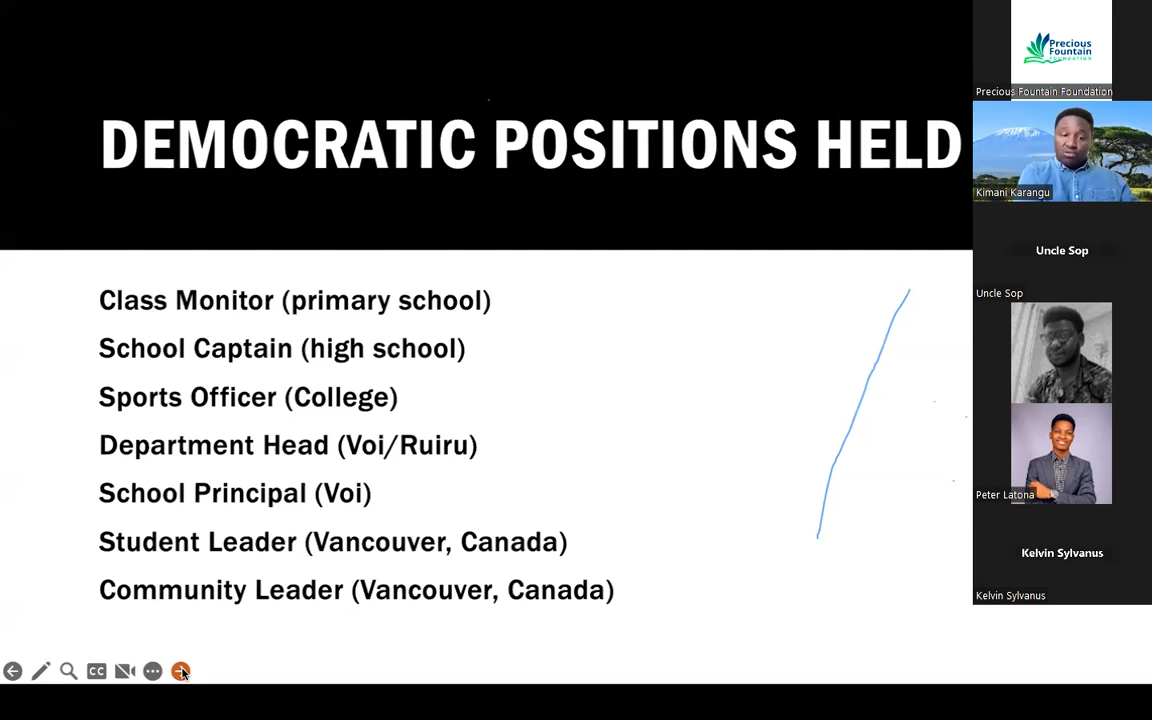 DEMOCRATIC POSITIONS HELD
Class Monitor (primary school)
School Captain (high school)
Sports Officer (College)
Department Head (Voi/Ruiru)
School Principal (Voi)
Student Leader (Vancouver, Canada)
Community Leader (Vancouver, Canada)
CC
Precious
Fountain
FOUNDATION
Precious Fountain Foundation
Kimani Karangu
Uncle Sop
Uncle Sop
Peter Latona
Kelvin Sylvanus
Kelvin Sylvanus